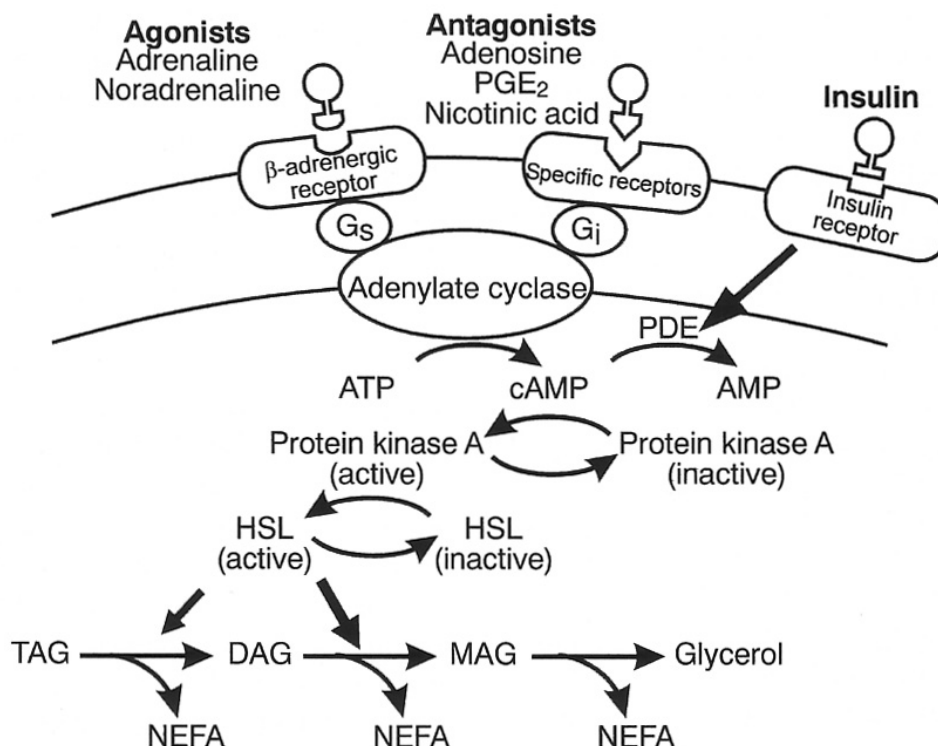 Agonists
Adrenaline
Noradrenaline
Antagonists
Adenosine
PGE₂
Nicotinic acid
Insulin
β-adrenergic
receptor
Specific receptors
Insulin
receptor
Gs
Gi
Adenylate cyclase
PDE
ATP
cAMP
AMP
Protein kinase A
(active)
Protein kinase A
(inactive)
HSL
(active)
HSL
(inactive)
TAG
DAG
MAG
Glycerol
NEFA
NEFA
NEFA